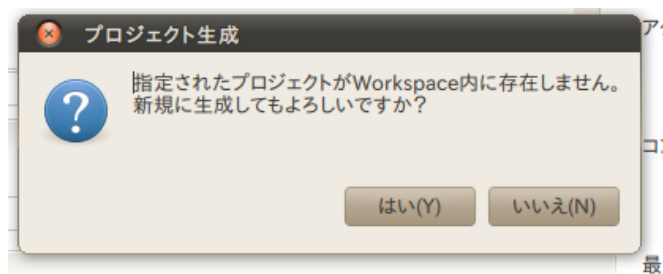 プロジェクト生成
指定されたプロジェクトがWorkspace内に存在しません。
新規に生成してもよろしいですか？
はい(Y)
いいえ(N)
最